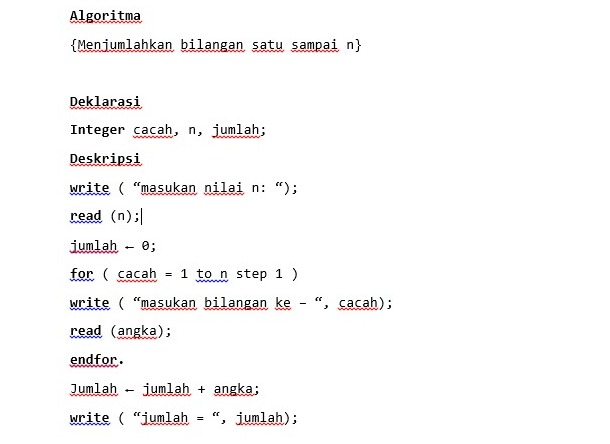 Algoritma
{Menjumlahkan bilangan satu sampai n}
Deklarasi
Integer cacah, n, jumlah;
Deskripsi
write ( “masukan nilai n: “);
read (n);
jumlah ← 0;
for ( cacah = 1 to n step 1 )
write ( “masukan bilangan ke – “, cacah);
read (angka);
endfor.
Jumlah ← jumlah + angka;
write ( “jumlah = “, jumlah);